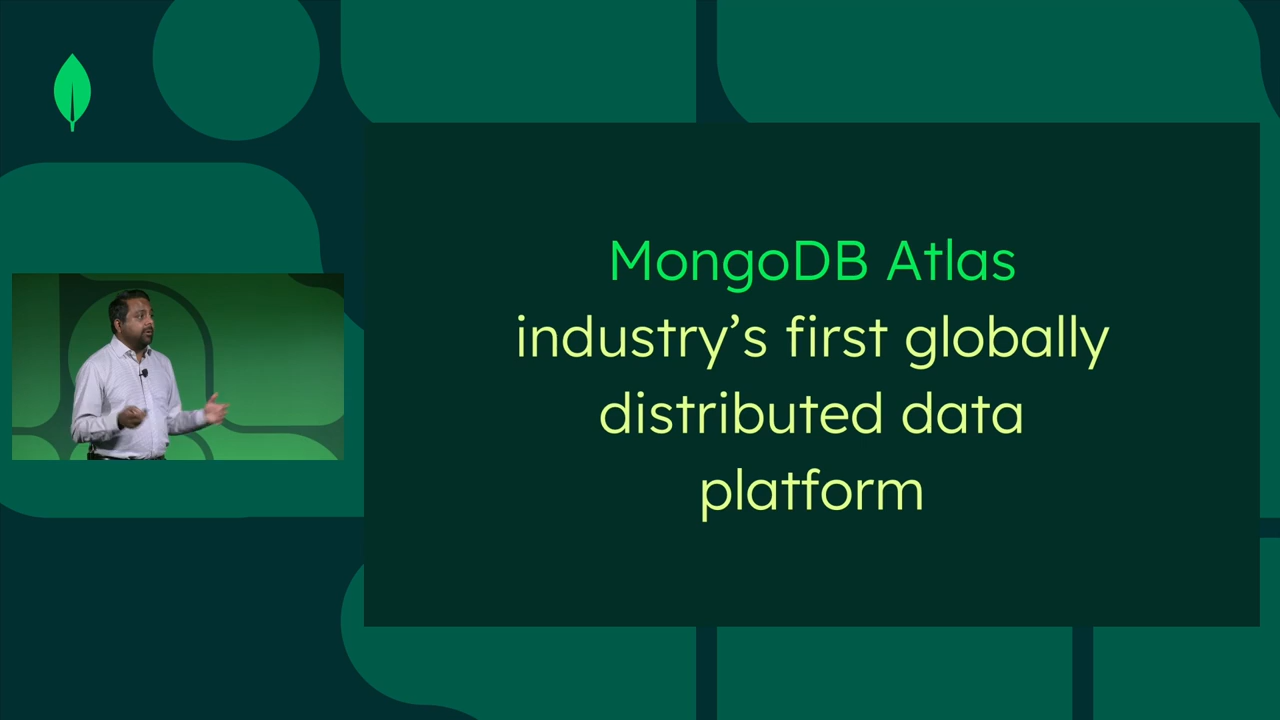 MongoDB Atlas
industry’s first globally
distributed data
platform